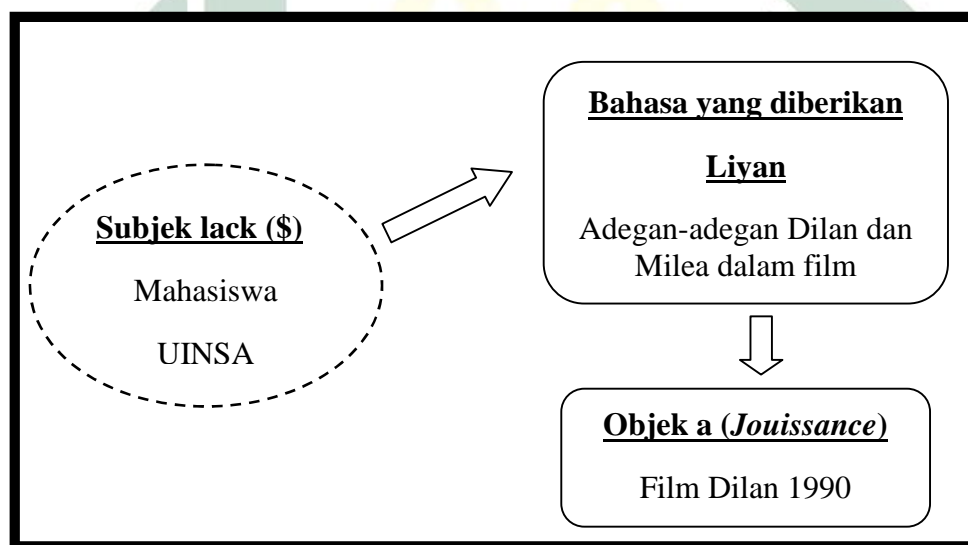 Subjek lack ($)
Mahasiswa
UINSA
Bahasa yang diberikan
Liyan
Adegan-adegan Dilan dan
Milea dalam film
Objek a (Jouissance)
Film Dilan 1990